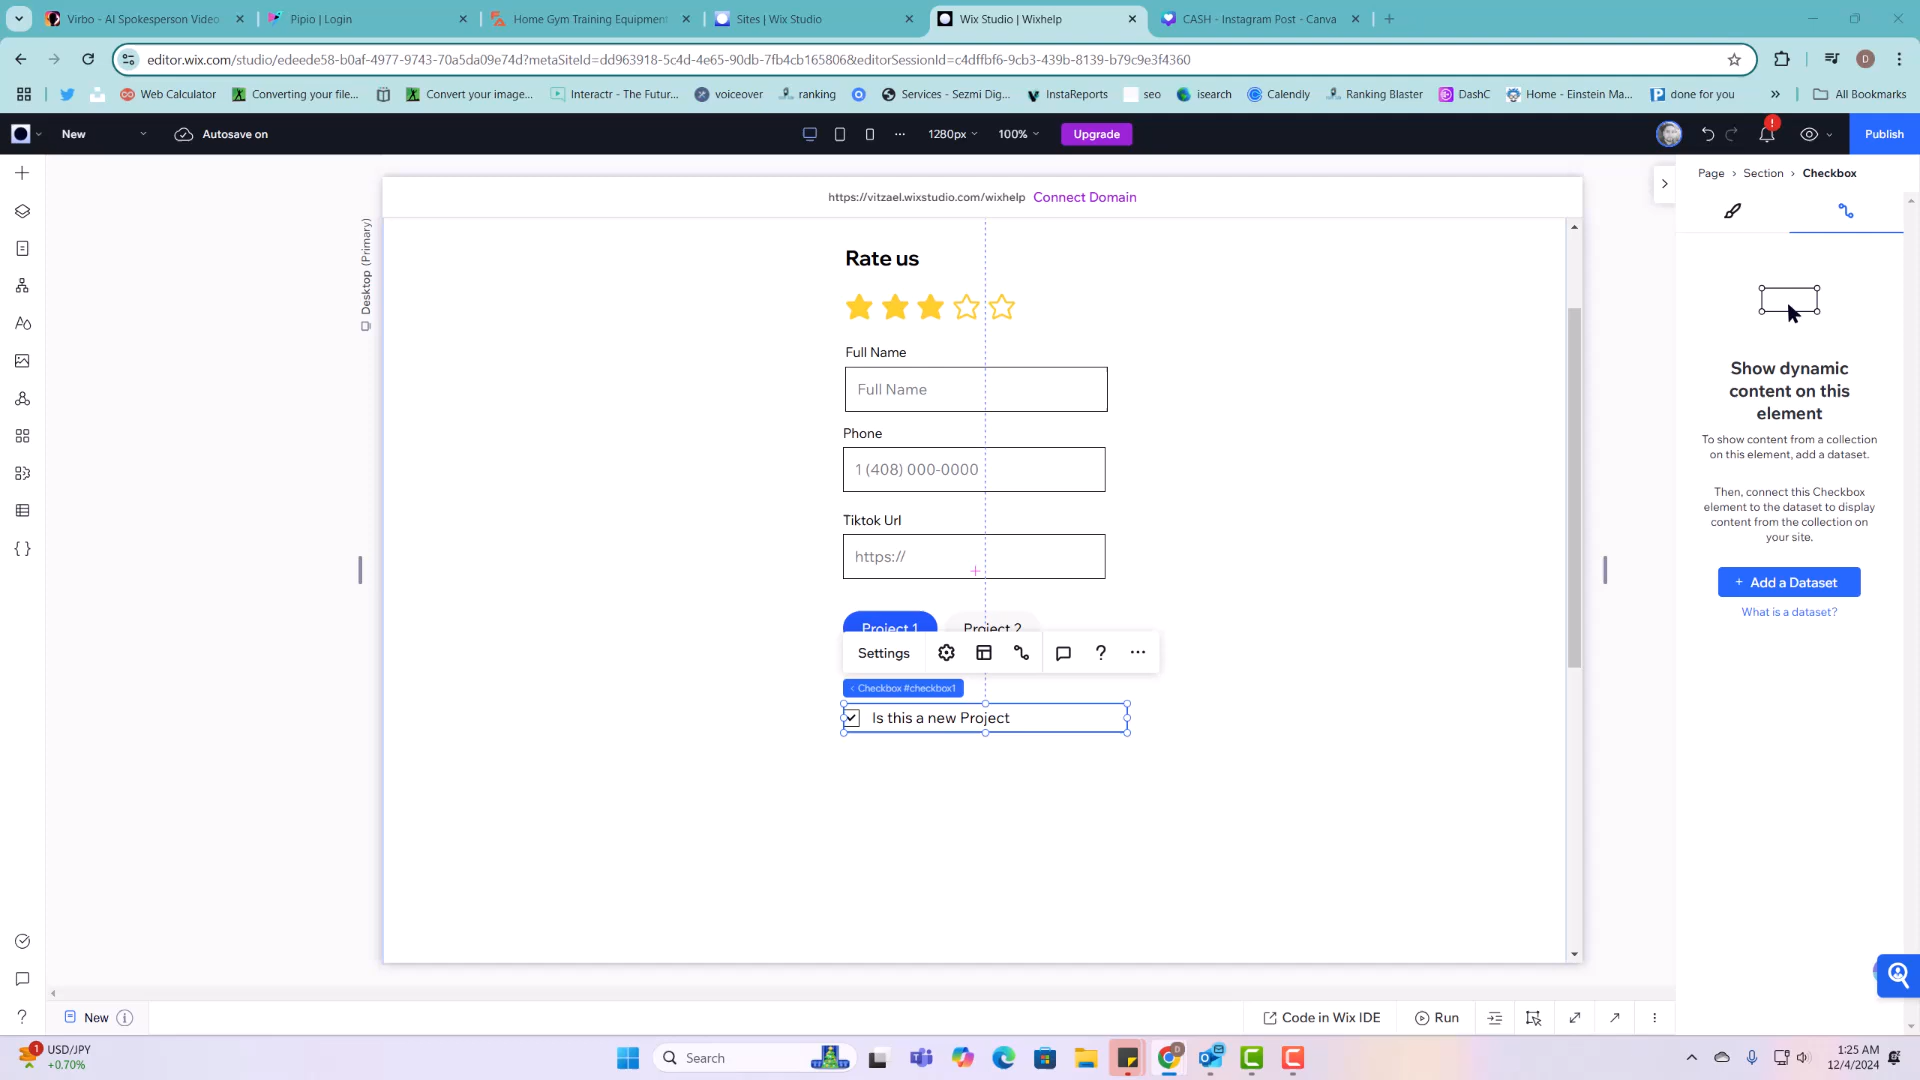 Virbo - AI Spokesperson Video
Pipio | Login
Home Gym Training Equipment
Sites | Wix Studio
Wix Studio | Wixhelp
CASH - Instagram Post - Canva
editor.wix.com/studio/edeede58-b0af-4977-9743-70a5da09e74d?metaSiteId=dd963918-5c4d-4e65-90db-7fb4cb165806&editorSessionId=c4dffbf6-9cb3-439b-8139-b79c9e3f4360
D
Web Calculator
Converting your file...
Convert your image...
Interactr - The Futur...
voiceover
ranking
Services - Sezmi Dig...
InstaReports
seo
isearch
Calendly
Ranking Blaster
DashC
Home - Einstein Ma...
done for you
All Bookmarks
New
Autosave on
1280px
100%
Upgrade
Publish
Page > Section > Checkbox
https://vitzael.wixstudio.com/wixhelp Connect Domain
Desktop (Primary)
Rate us
Full Name
Full Name
Phone
1 (408) 000-0000
Tiktok Url
https://
Project 1
Project 2
Settings
< Checkbox #checkbox1
Is this a new Project
Show dynamic
content on this
element
To show content from a collection
on this element, add a dataset.
Then, connect this Checkbox
element to the dataset to display
content from the collection on
your site.
+ Add a Dataset
What is a dataset?
New
Code in Wix IDE
Run
1
USD/JPY
+0.70%
Search
1:25 AM
12/4/2024